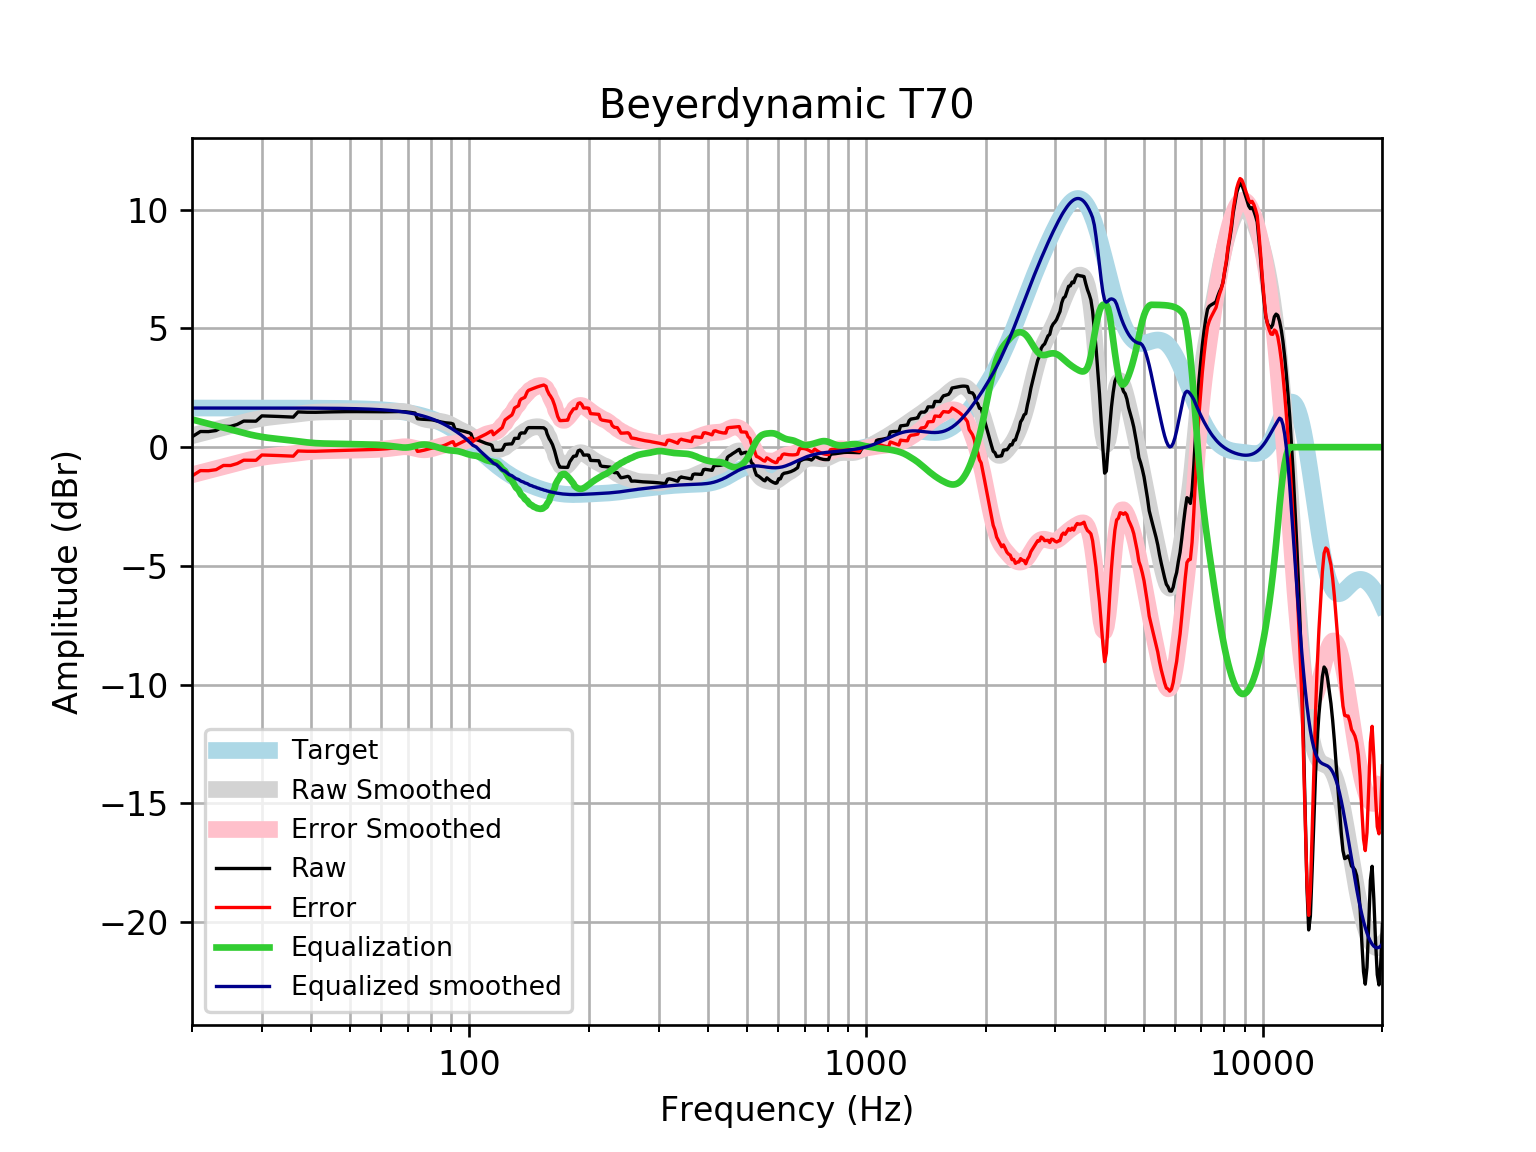 Beyerdynamic T70
Amplitude (dBr)
10
5
0
−5
−10
−15
−20
Target
Raw Smoothed
Error Smoothed
Raw
Error
Equalization
Equalized smoothed
100
1000
10000
Frequency (Hz)